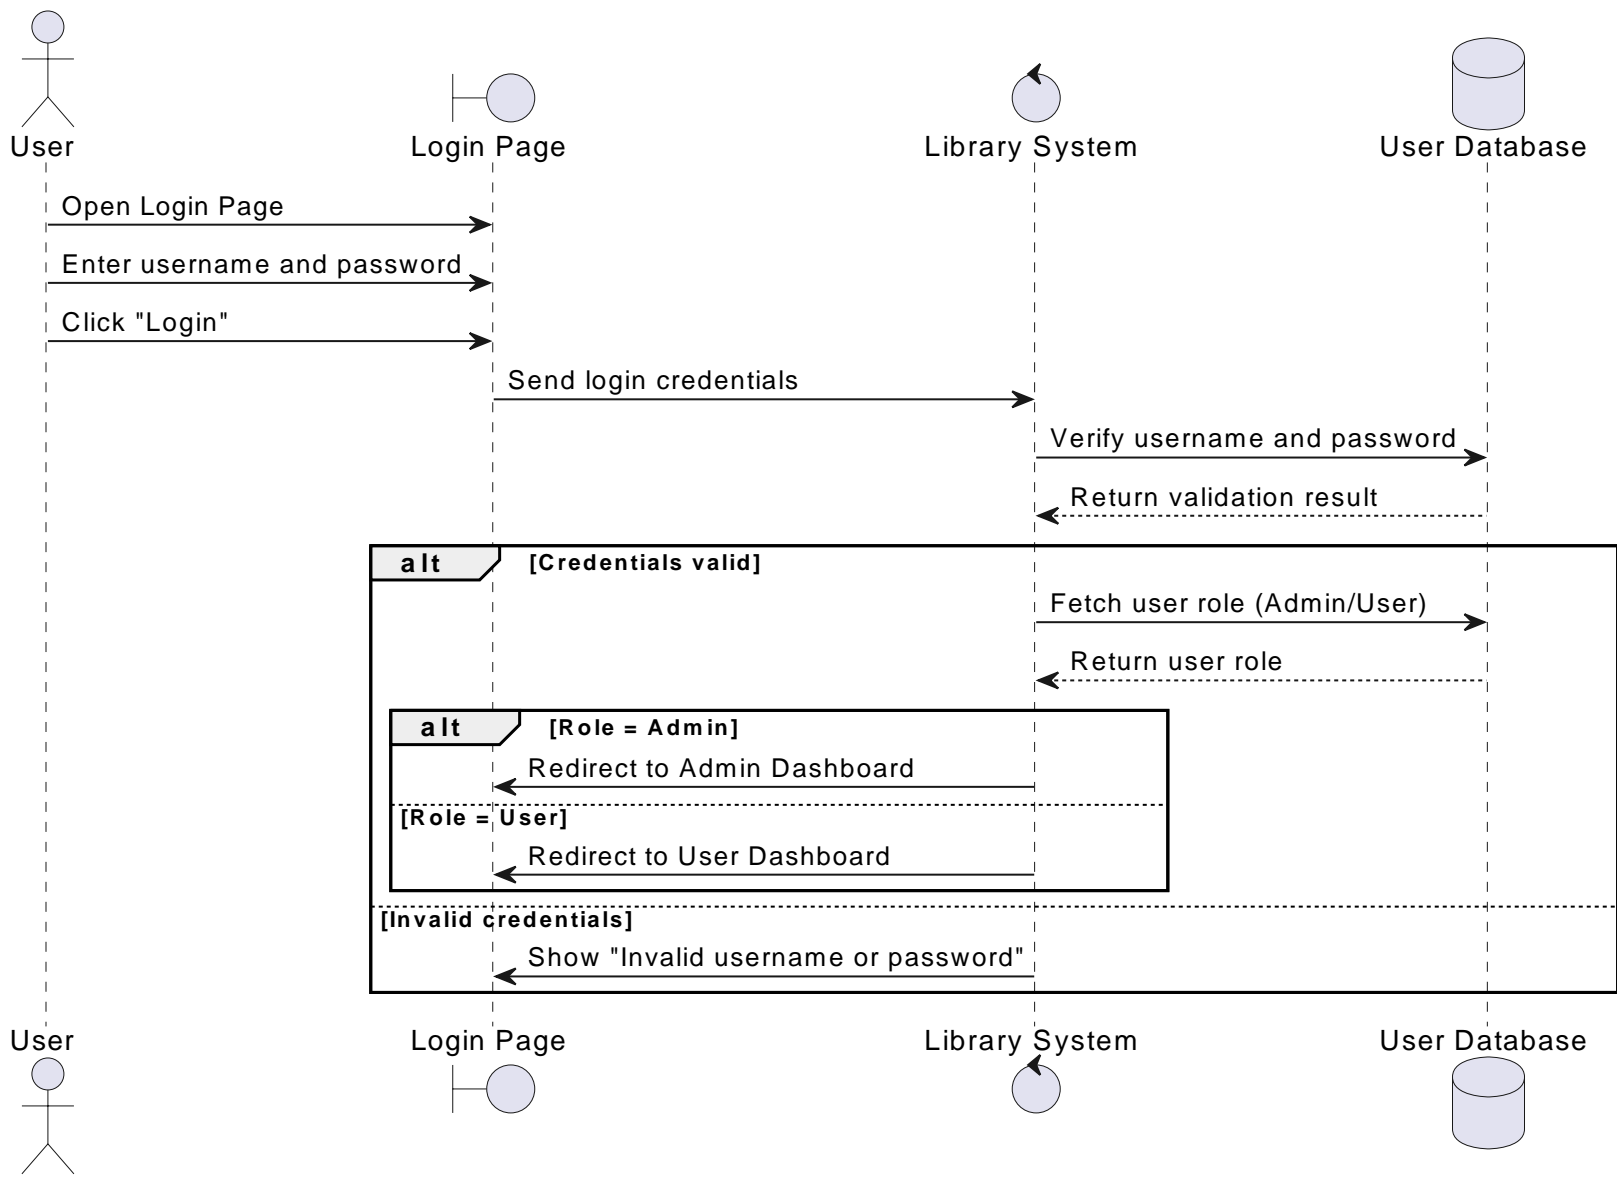 User
Login Page
Library System
User Database
Open Login Page
Enter username and password
Click "Login"
Send login credentials
Verify username and password
Return validation result
alt [Credentials valid]
Fetch user role (Admin/User)
Return user role
alt [Role = Admin]
Redirect to Admin Dashboard
[Role = User]
Redirect to User Dashboard
[Invalid credentials]
Show "Invalid username or password"
User
Login Page
Library System
User Database